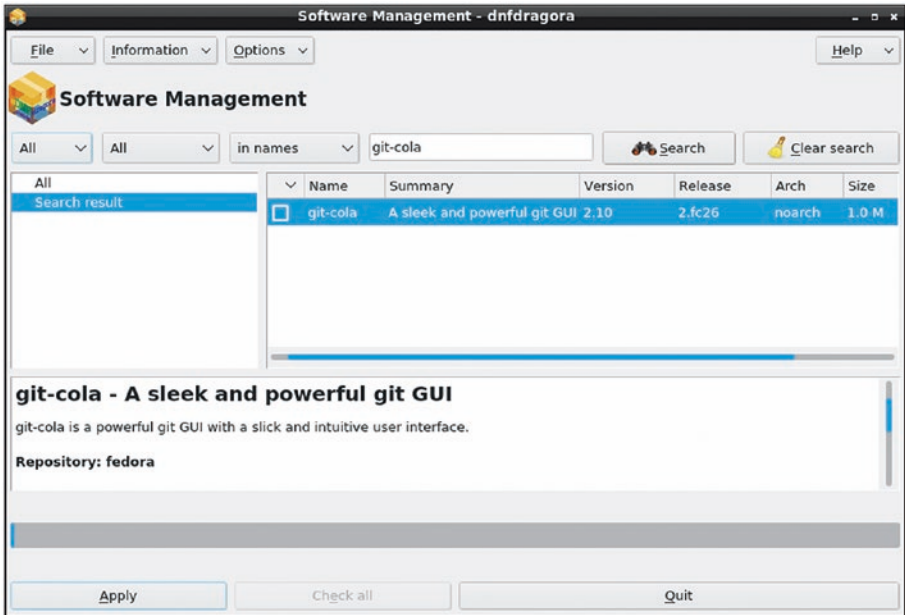 Software Management - dnfdragora
File Information Options Help
Software Management
All All in names git-cola Search Clear search
All
Search result
Name Summary Version Release Arch Size
git-cola A sleek and powerful git GUI 2.10 2.fc26 noarch 1.0 M
git-cola - A sleek and powerful git GUI
git-cola is a powerful git GUI with a slick and intuitive user interface.
Repository: fedora
Apply Check all Quit